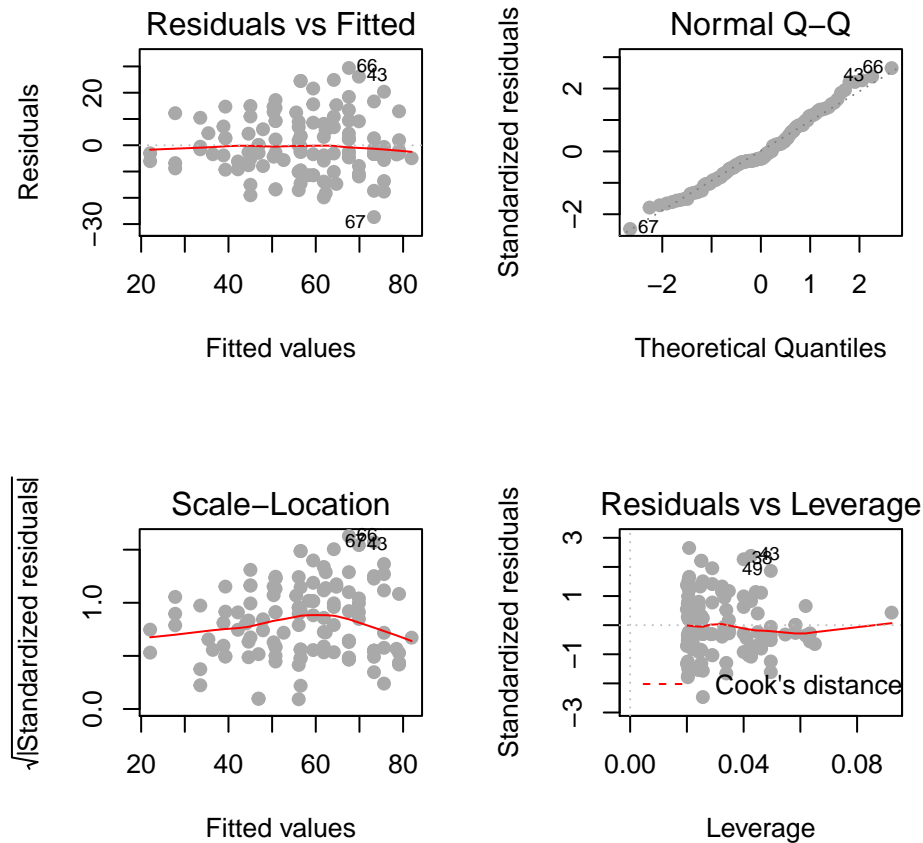 Residuals vs Fitted
Residuals
20
0
−30
66
43
67
20 40 60 80
Fitted values
Normal Q−Q
Standardized residuals
2
0
−2
43 66
67
−2 0 1 2
Theoretical Quantiles
Scale−Location
√|Standardized residuals|
1.0
0.0
66
67
43
20 40 60 80
Fitted values
Residuals vs Leverage
Standardized residuals
3
1
−1
−3
43
38
49
Cook's distance
0.00 0.04 0.08
Leverage